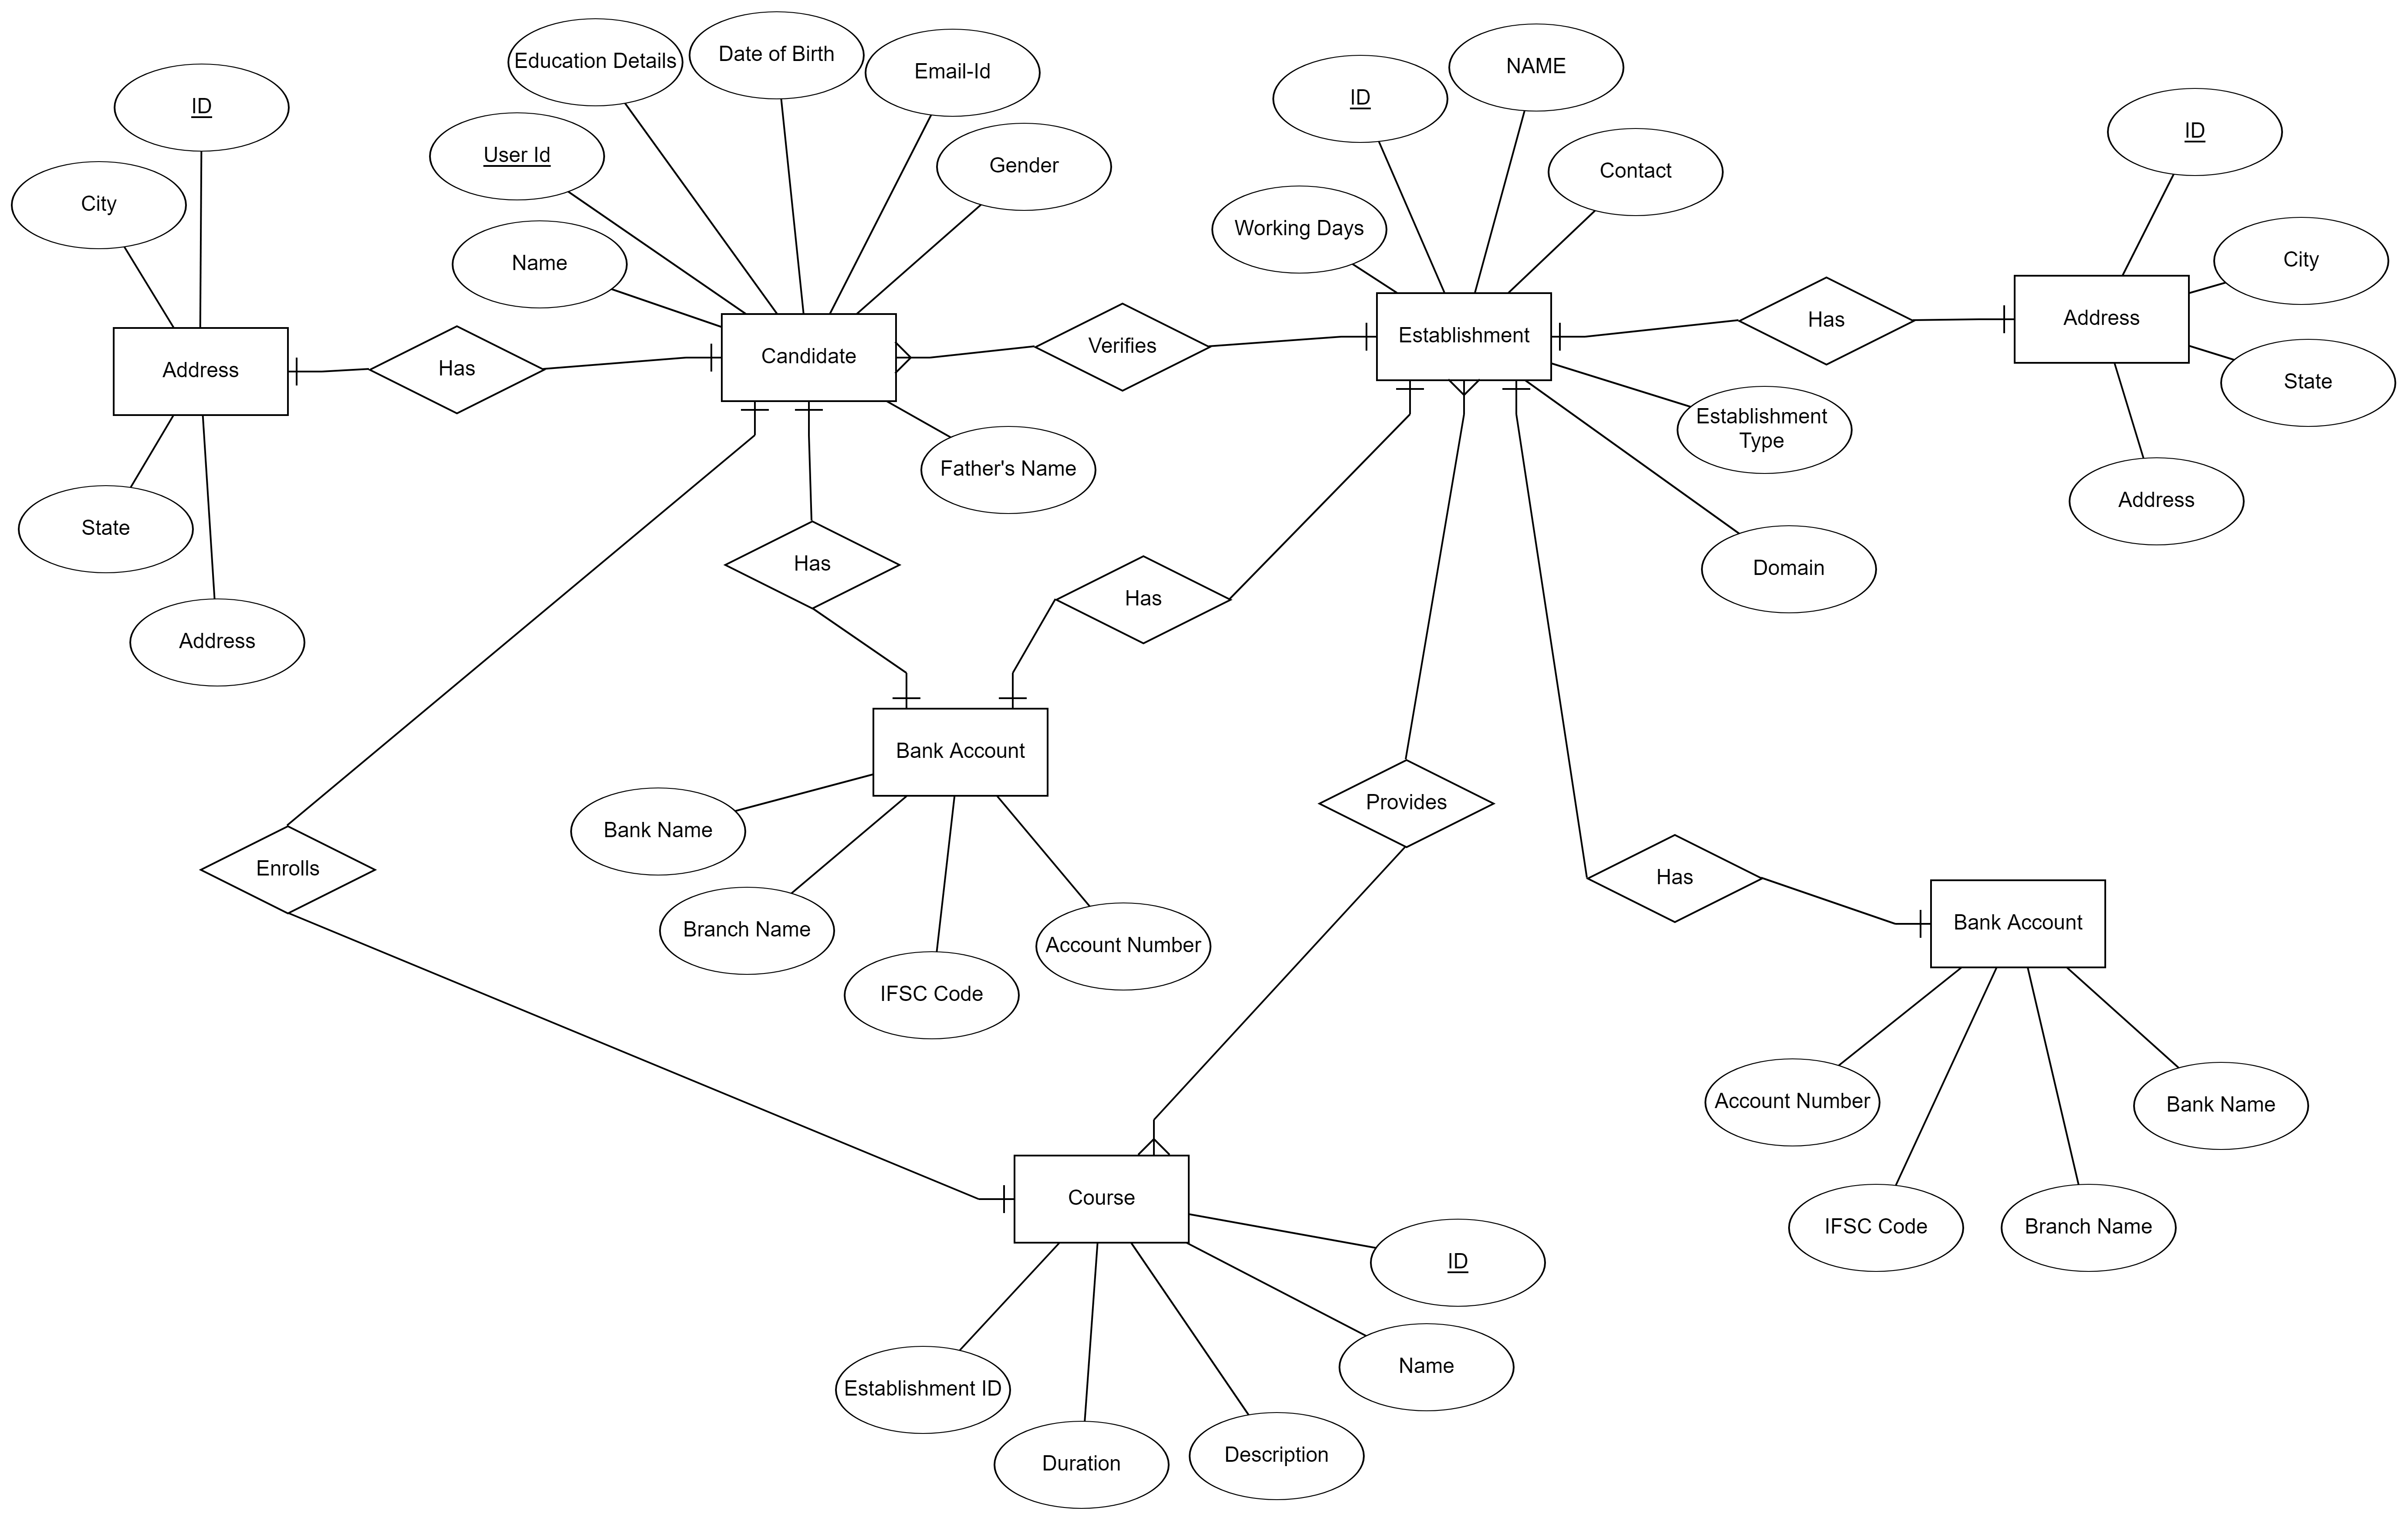 Education Details
Date of Birth
Email-Id
NAME
ID
ID
ID
User Id
Gender
Contact
City
Name
Working Days
City
Address
Has
Candidate
Verifies
Establishment
Has
Address
State
Establishment
Type
Father's Name
State
Address
Has
Has
Domain
Address
Bank Account
Bank Name
Provides
Enrolls
Has
Branch Name
Account Number
Bank Account
IFSC Code
Account Number
Bank Name
Course
IFSC Code
Branch Name
ID
Name
Establishment ID
Description
Duration